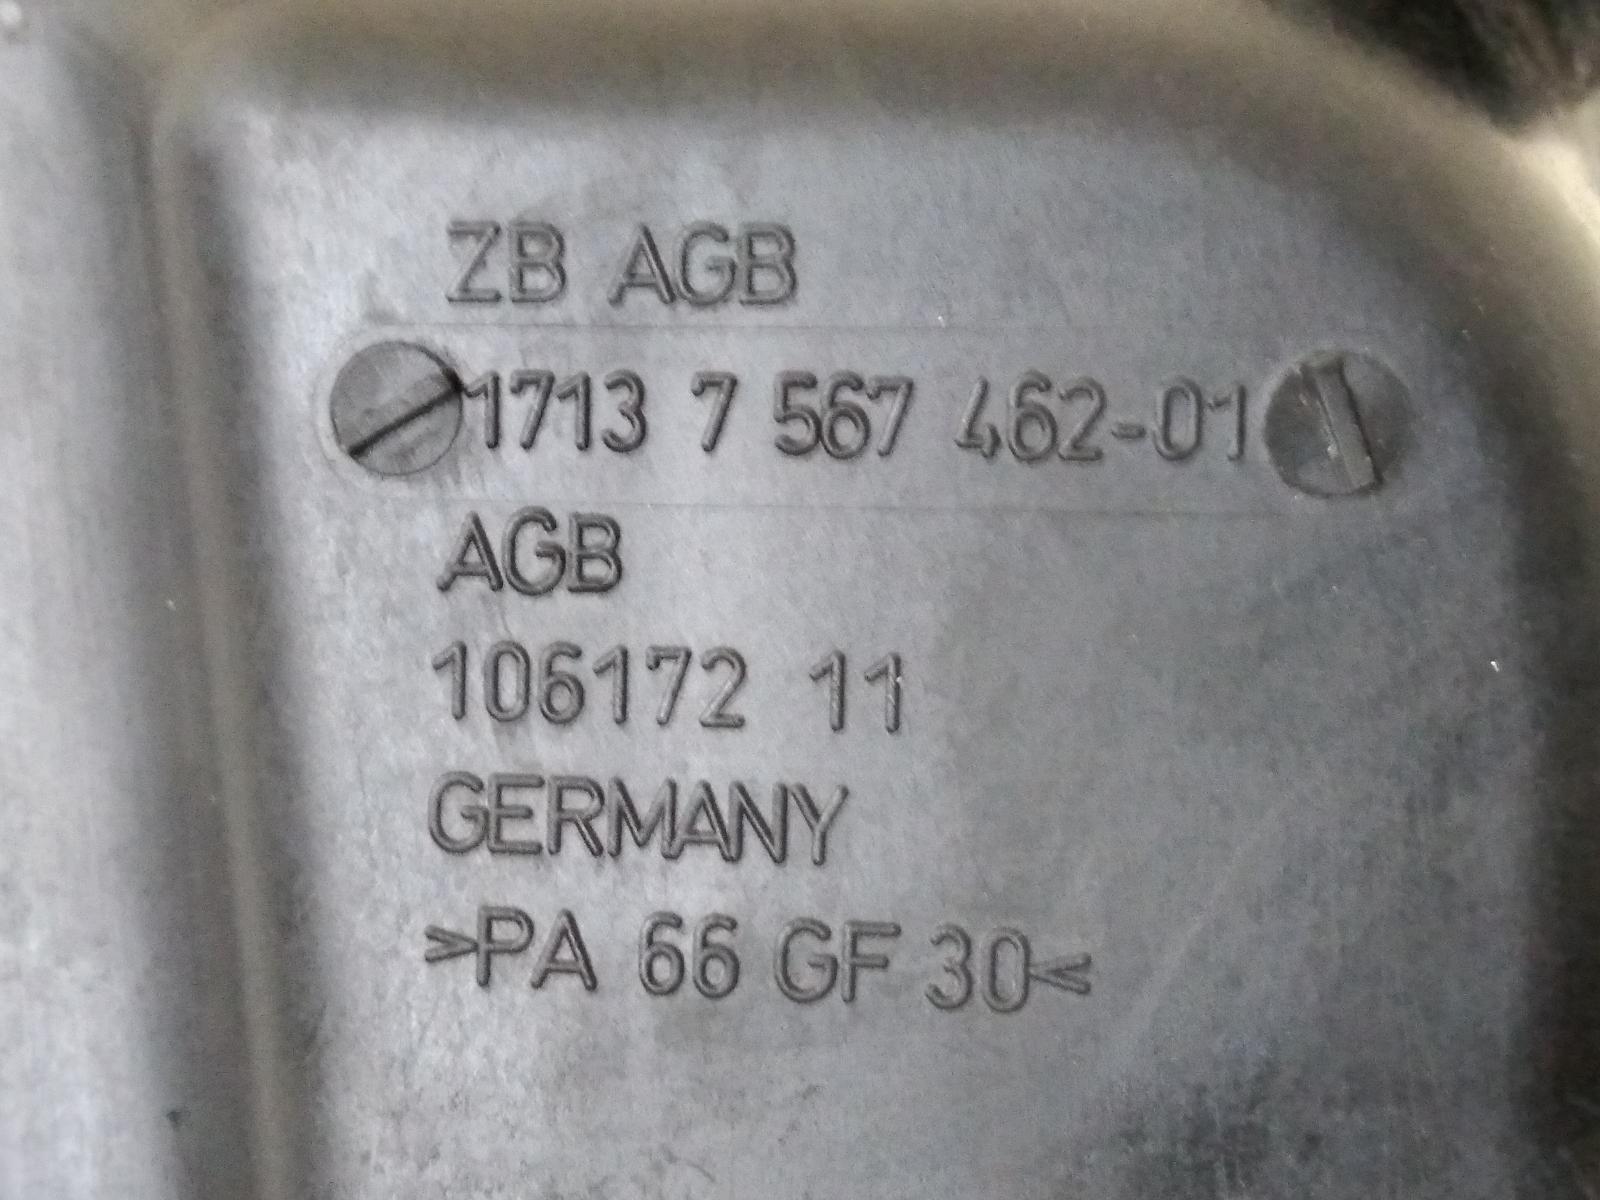 ZB AGB
1713 7 567 462-01
AGB
106172 11
GERMANY
>PA 66 GF 30<